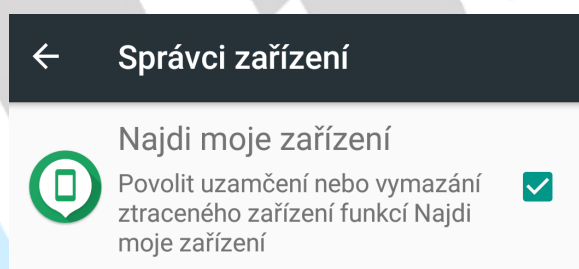 Správci zařízení
Najdi moje zařízení
Povolit uzamčení nebo vymazání
ztraceného zařízení funkcí Najdi
moje zařízení